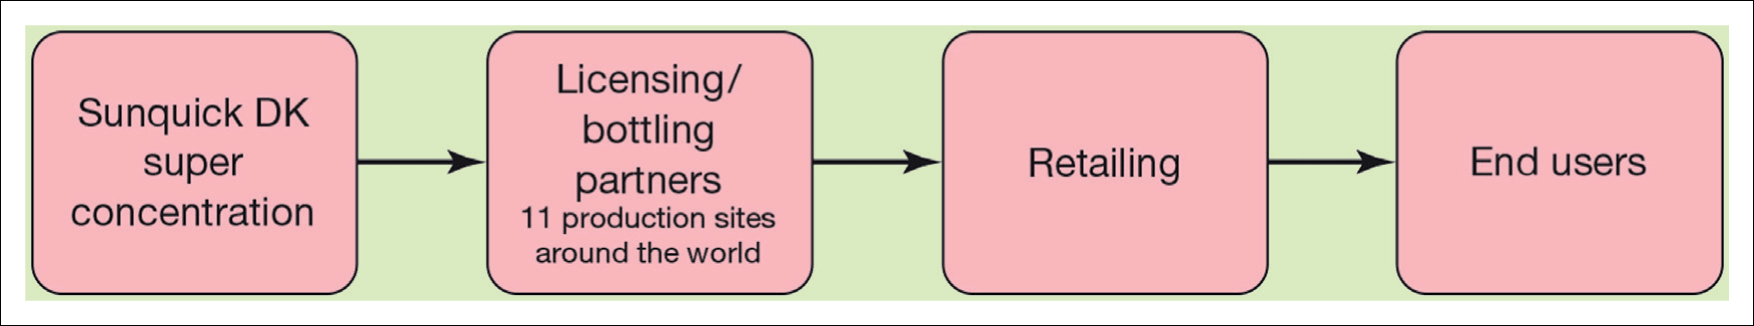 Sunquick DK
super
concentration
Licensing/
bottling
partners
11 production sites
around the world
Retailing
End users